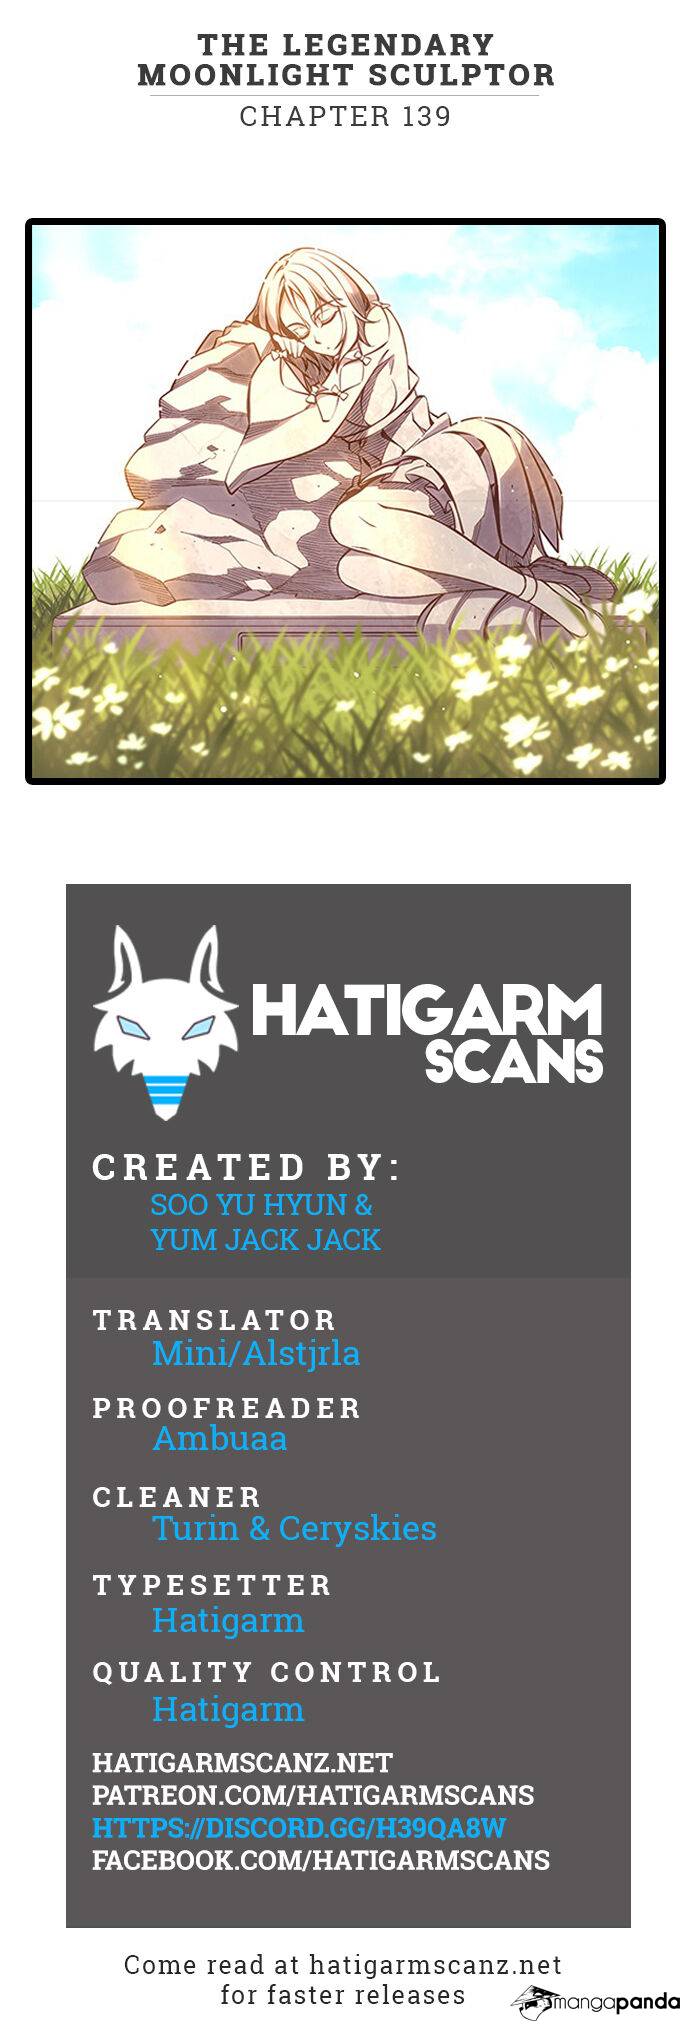 THE LEGENDARY
MOONLIGHT SCULPTOR
CHAPTER 139
HATIGARM
SCANS
CREATED BY:
SOO YU HYUN &
YUM JACK JACK
TRANSLATOR
Mini/Alstjrla
PROOFREADER
Ambuaa
CLEANER
Turin & Ceryskies
TYPESETTER
Hatigarm
QUALITY CONTROL
Hatigarm
HATIGARMSCANZ.NET
PATREON.COM/HATIGARMSCANS
HTTPS://DISCORD.GG/H39QA8W
FACEBOOK.COM/HATIGARMSCANS
Come read at hatigarmscanz.net
for faster releases
mangapanda